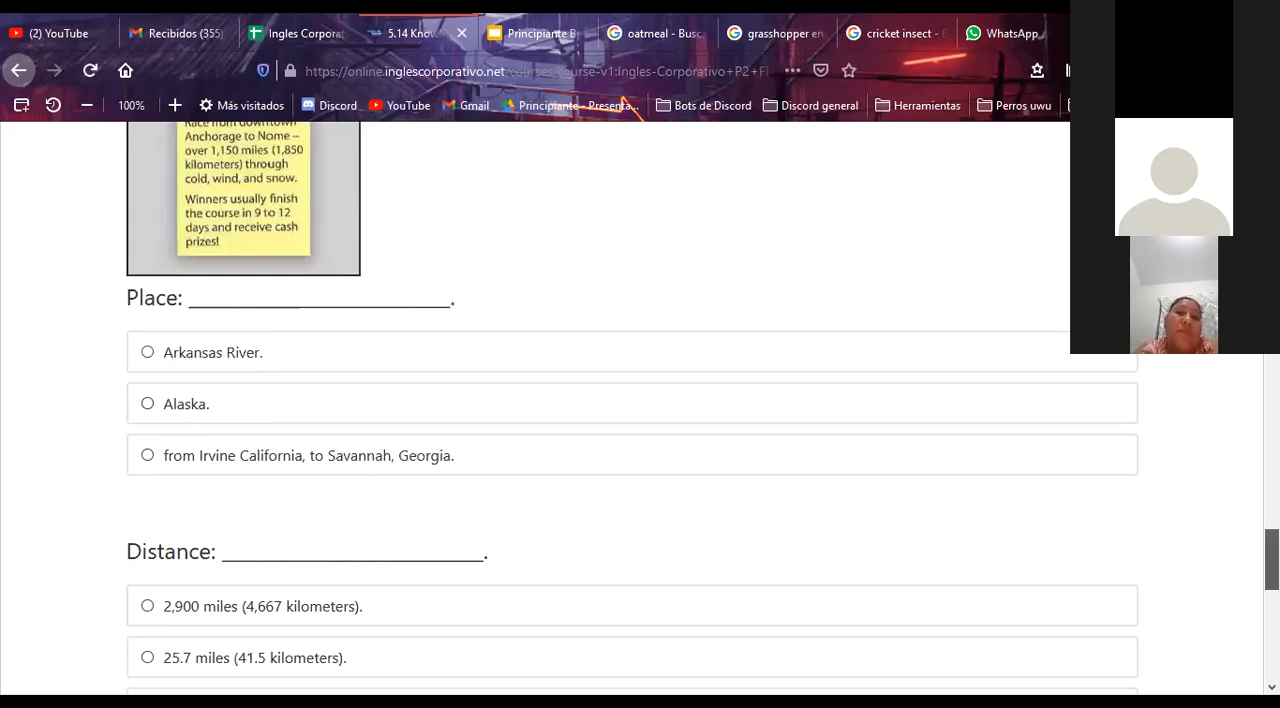 (2) YouTube
Recibidos (355)
Ingles Corporat
5.14 Know
Principiante B
oatmeal - Busca
grasshopper en
cricket insect - B
WhatsApp
https://online.inglescorporativo.net/courses/course-v1:Ingles-Corporativo+P2+Fl
100%
Más visitados
Discord
YouTube
Gmail
Principiante - Presenta...
Bots de Discord
Discord general
Herramientas
Perros uwu
Race from downtown
Anchorage to Nome –
over 1,150 miles (1,850
kilometers) through
cold, wind, and snow.
Winners usually finish
the course in 9 to 12
days and receive cash
prizes!
Place: ________________________.
Arkansas River.
Alaska.
from Irvine California, to Savannah, Georgia.
Distance: ________________________.
2,900 miles (4,667 kilometers).
25.7 miles (41.5 kilometers).